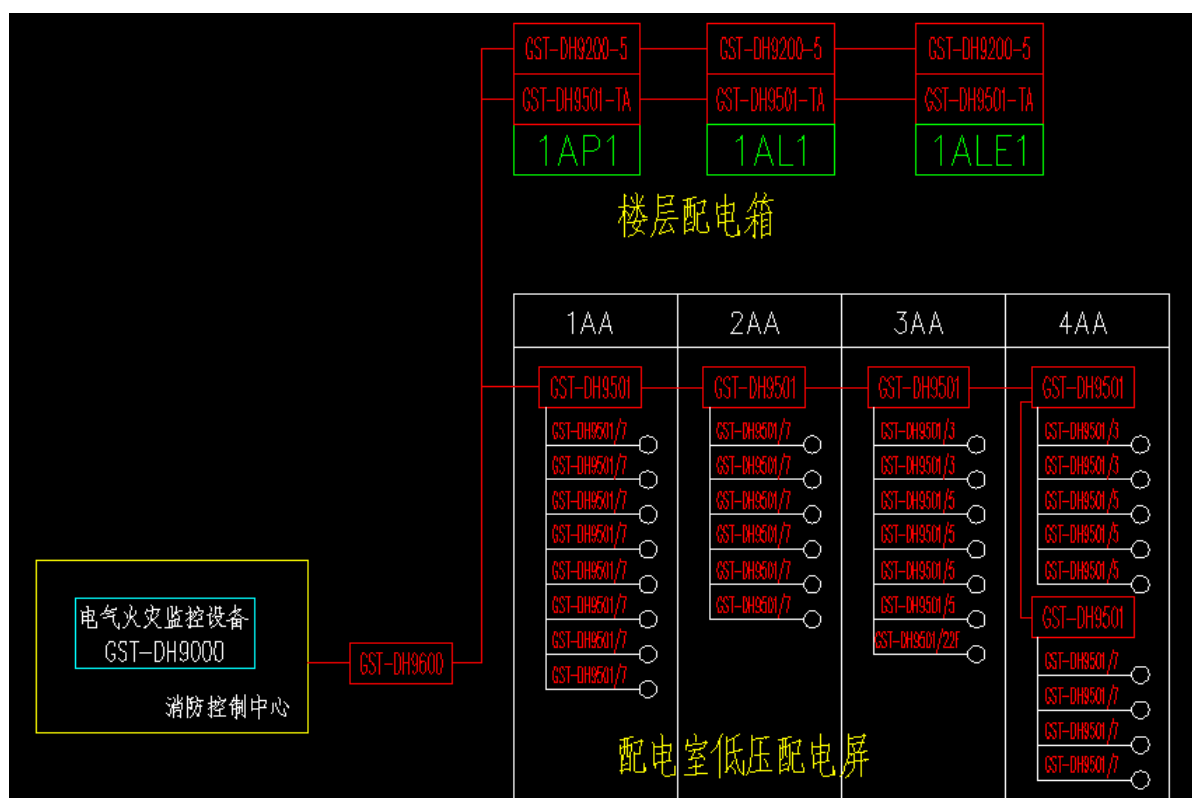 GST-DH9200-5 GST-DH9200-5 GST-DH9200-5
GST-DH9501-TA GST-DH9501-TA GST-DH9501-TA
1AP1 1AL1 1ALE1
楼层配电箱
1AA 2AA 3AA 4AA
GST-DH9501 GST-DH9501 GST-DH9501 GST-DH9501
GST-DH9501/7 GST-DH9501/7 GST-DH9501/3 GST-DH9501/3
GST-DH9501/7 GST-DH9501/7 GST-DH9501/3 GST-DH9501/3
GST-DH9501/7 GST-DH9501/7 GST-DH9501/5 GST-DH9501/5
GST-DH9501/7 GST-DH9501/7 GST-DH9501/5 GST-DH9501/5
GST-DH9501/7 GST-DH9501/7 GST-DH9501/5 GST-DH9501/5
GST-DH9501/7 GST-DH9501/7 GST-DH9501/5 GST-DH9501
GST-DH9501/7 GST-DH9501/22F GST-DH9501/7
GST-DH9501/7 GST-DH9501/7
GST-DH9501/7
GST-DH9501/7
电气火灾监控设备
GST-DH9000
消防控制中心
GST-DH9600
配电室低压配电屏